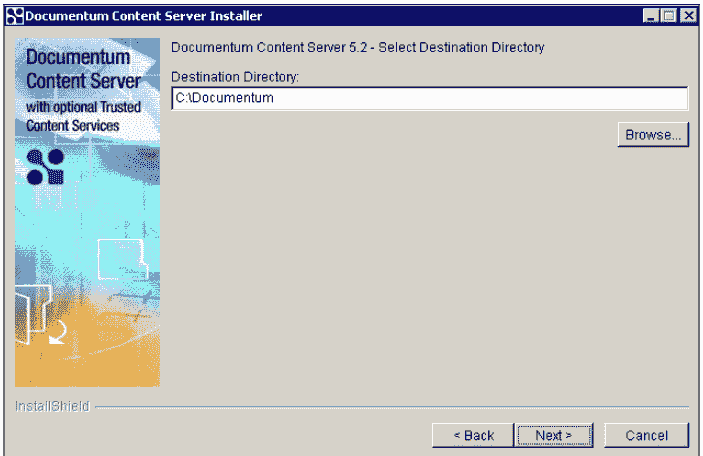 Documentum Content Server Installer
Documentum
Content Server
with optional Trusted
Content Services
Documentum Content Server 5.2 - Select Destination Directory
Destination Directory:
C:\Documentum
Browse...
InstallShield
< Back
Next >
Cancel